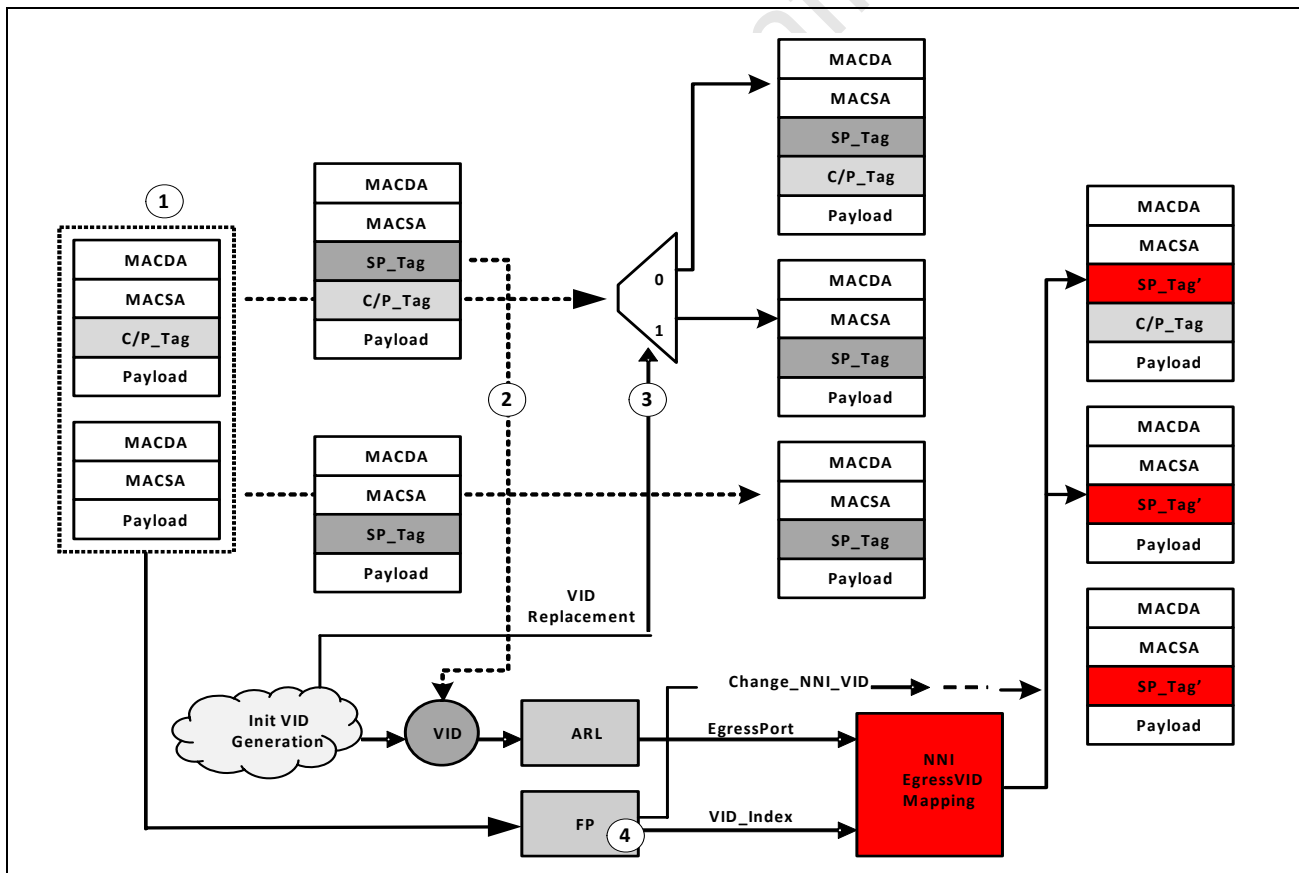 MACDA
MACSA
SP_Tag
C/P_Tag
Payload
1
MACDA
MACSA
C/P_Tag
Payload
MACDA
MACSA
Payload
MACDA
MACSA
SP_Tag
C/P_Tag
Payload
2
MACDA
MACSA
SP_Tag
Payload
0
1
3
MACDA
MACSA
SP_Tag
Payload
MACDA
MACSA
SP_Tag
Payload
MACDA
MACSA
SP_Tag'
C/P_Tag
Payload
MACDA
MACSA
SP_Tag'
Payload
MACDA
MACSA
SP_Tag'
Payload
VID
Replacement
Init VID
Generation
VID
ARL
FP
4
Change_NNI_VID
EgressPort
VID_Index
NNI
EgressVID
Mapping